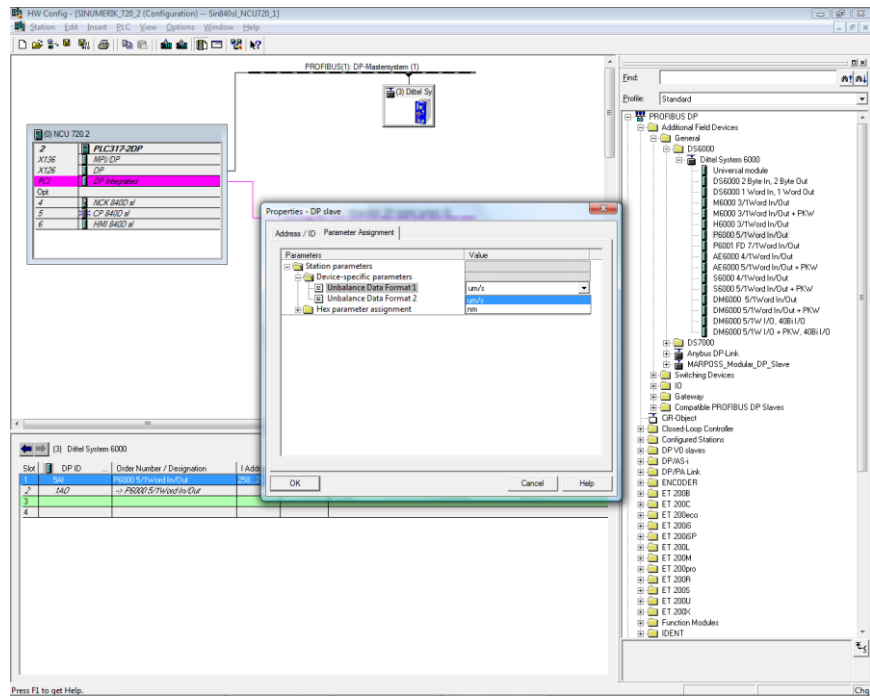 HW Config - [SINUMERIK_720_2 (Configuration) -- Sin840sl_NCU720_1]
Station Edit Insert PLC View Options Window Help
PROFIBUS(1): DP-Mastersystem (1)
(3) Dittel Sy
(0) NCU 720.2
2 PLC317-2DP
X136 MPI/DP
X126 DP
PCI DP Integrated
Opt
4 NCK 840D sl
5 CP 840D sl
6 HMI 840D sl
Properties - DP slave
Address / ID Parameter Assignment
Parameters Value
Station parameters
Device-specific parameters
Unbalance Data Format 1 um/s
Unbalance Data Format 2 um/s
Hex parameter assignment nm
OK Cancel Help
(3) Dittel System 6000
Slot DP ID ... Order Number / Designation I Addr
1 5AI P6000 5/1Word In/Out
2 1AO -> P6000 5/1Word In/Out
3
4
Find:
Profile: Standard
PROFIBUS DP
Additional Field Devices
General
DS6000
Dittel System 6000
Universal module
DS6000 2 Byte In, 2 Byte Out
DS6000 1 Word In, 1 Word Out
M6000 3/1Word In/Out
M6000 3/1Word In/Out + PKW
H6000 3/1Word In/Out
P6000 5/1Word In/Out
P6001 FD 7/1Word In/Out
AE6000 4/1Word In/Out
AE6000 5/1Word In/Out + PKW
S6000 4/1Word In/Out
S6000 5/1Word In/Out + PKW
DM6000 5/1Word In/Out
DM6000 5/1Word In/Out + PKW
DM6000 5/1W I/O, 40Bi I/O
DM6000 5/1W I/O + PKW, 40Bi I/O
DS7000
Anybus DP-Link
MARPOSS_Modular_DP_Slave
Switching Devices
IO
Gateway
Compatible PROFIBUS DP Slaves
CiR-Object
Closed-Loop Controller
Configured Stations
DP V0 slaves
DP/AS-i
DP/PA Link
ENCODER
ET 200B
ET 200C
ET 200eco
ET 200iS
ET 200iSP
ET 200L
ET 200M
ET 200pro
ET 200R
ET 200S
ET 200U
ET 200X
Function Modules
IDENT
Press F1 to get Help.
Chg